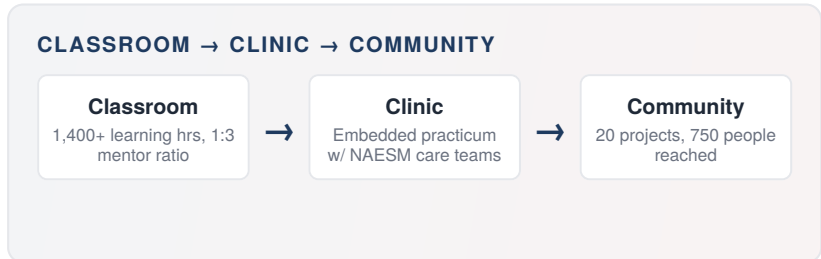 CLASSROOM → CLINIC → COMMUNITY
Classroom
1,400+ learning hrs, 1:3
mentor ratio
→
Clinic
Embedded practicum
w/ NAESM care teams
→
Community
20 projects, 750 people
reached